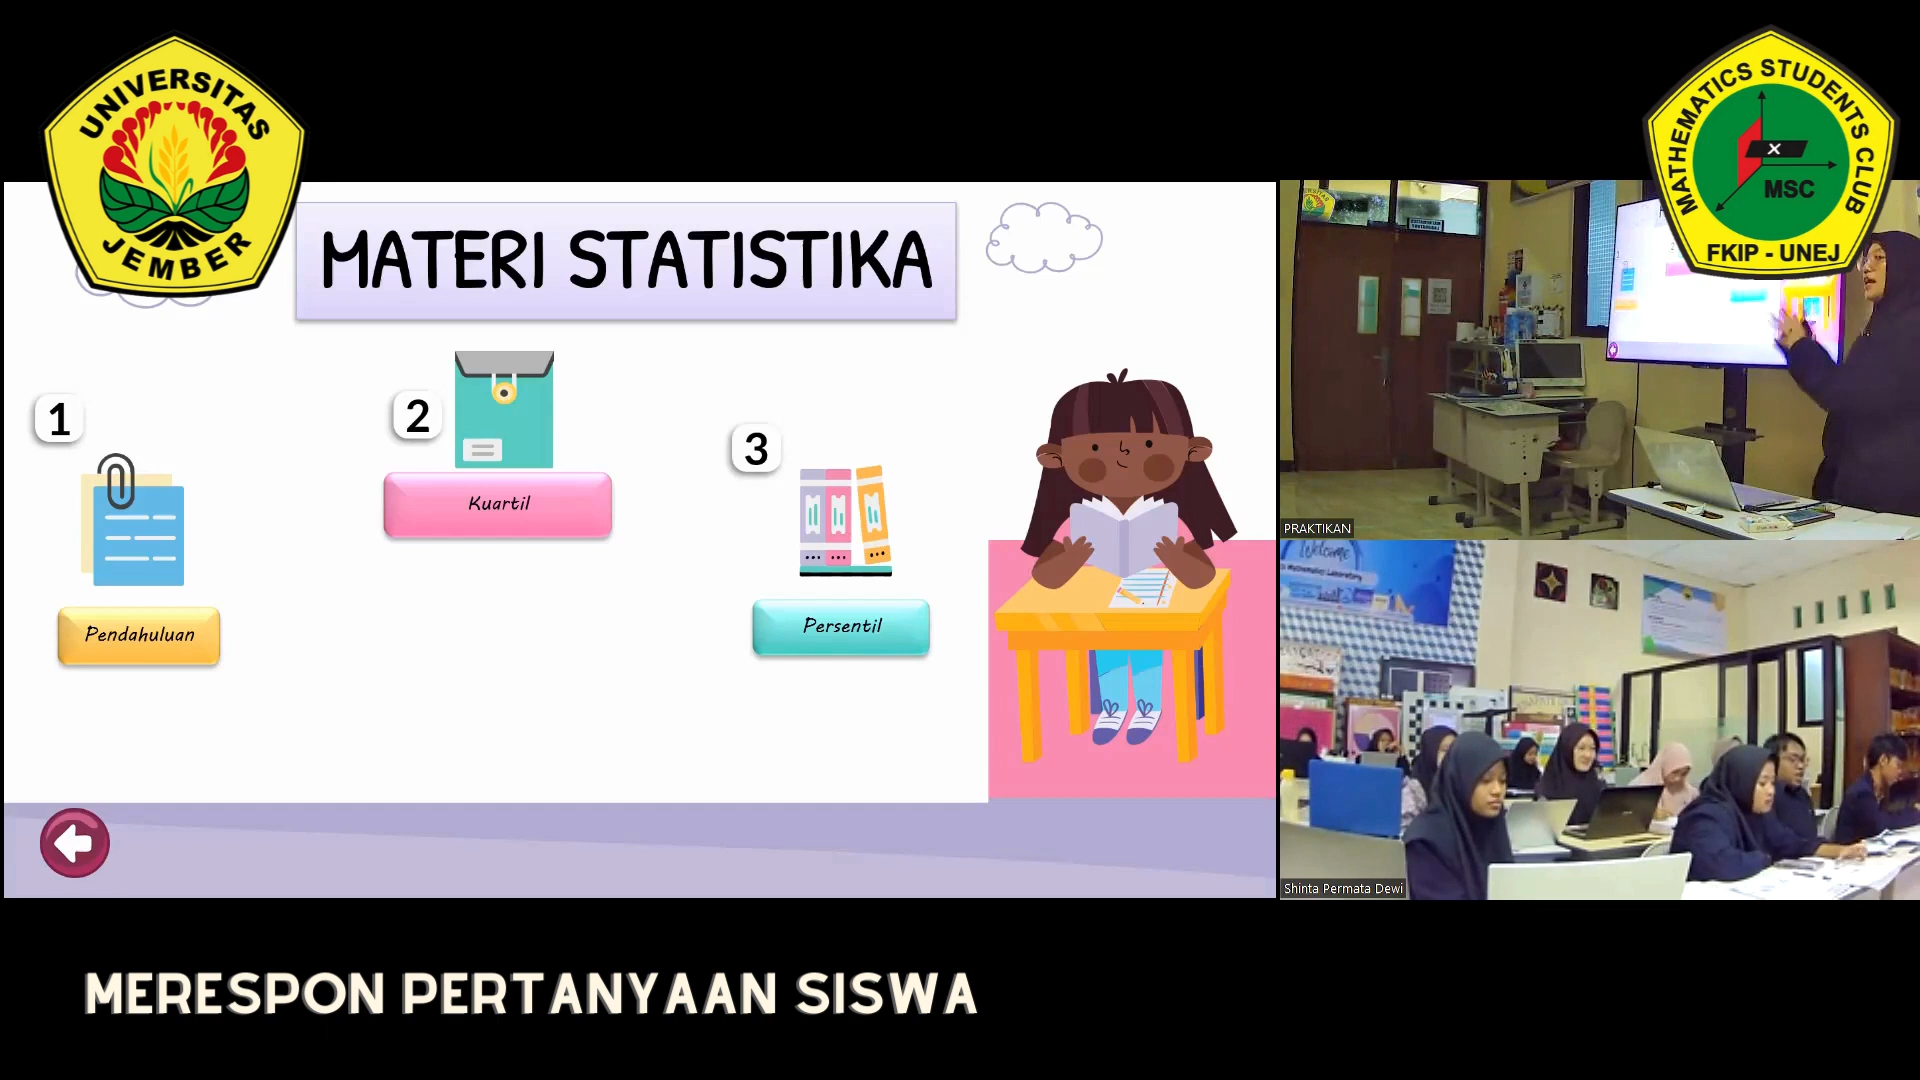 UNIVERSITAS
JEMBER
MATHEMATICS STUDENTS CLUB
X
MSC
FKIP - UNEJ
MATERI STATISTIKA
1
2
3
Kuartil
Pendahuluan
Persentil
PRAKTIKAN
Welcome
Shinta Permata Dewi
MERESPON PERTANYAAN SISWA